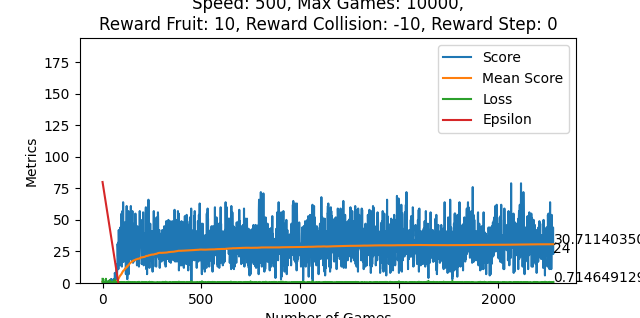 Speed: 500, Max Games: 10000,
Reward Fruit: 10, Reward Collision: -10, Reward Step: 0
Score
Mean Score
Loss
Epsilon
Metrics
175
150
125
100
75
50
25
0
30.71140350
24
0.714649129
0 500 1000 1500 2000
Number of Games